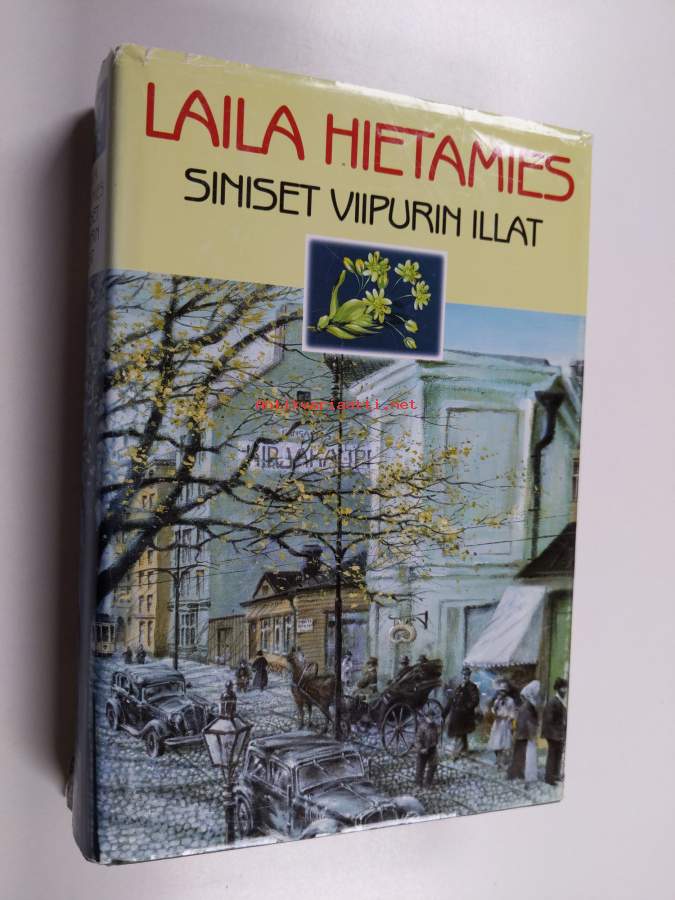 LAILA HIETAMIES
SINISET VIIPURIN ILLAT
Antikvariaatti.net
KIRJAKAUPPA